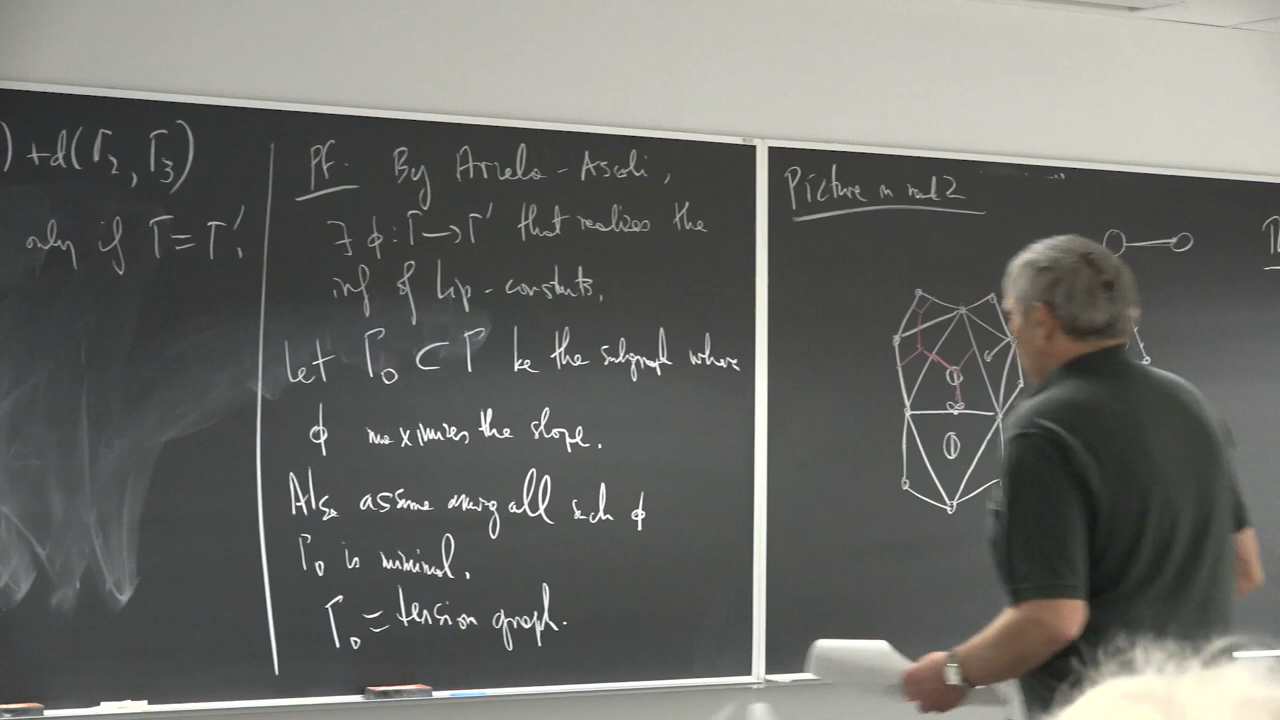 ) + d(Γ₂, Γ₃)
only if Γ = Γ'.
Pf. By Arzela-Ascoli,
∃ φ: Γ → Γ' that realizes the
inf of Lip-constants.
Let Γ₀ ⊂ Γ be the subgraph where
φ maximizes the slope.
Also assume among all such φ
Γ₀ is minimal.
Γ₀ = tension graph.
Picture in rank 2